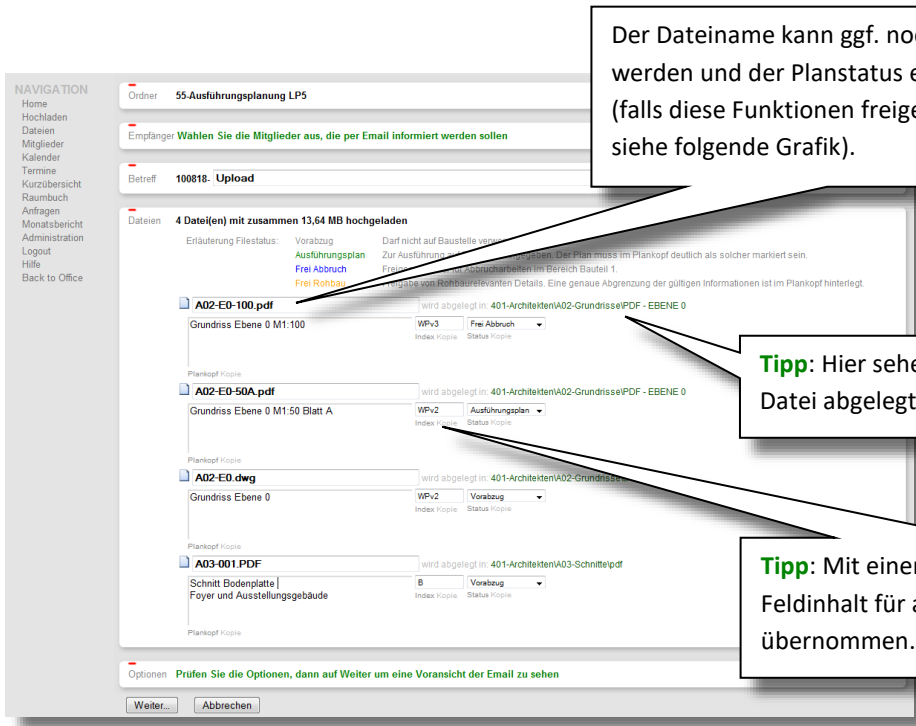 Der Dateiname kann ggf.
werden und der Planstatus
(falls diese Funktionen
siehe folgende Grafik).
NAVIGATION
Home
Hochladen
Dateien
Mitglieder
Kalender
Termine
Kurzübersicht
Raumbuch
Anfragen
Monatsbericht
Administration
Logout
Hilfe
Back to Office
Ordner 55-Ausführungsplanung LP5
Empfänger Wählen Sie die Mitglieder aus, die per Email informiert werden sollen
Betreff 100818- Upload
Dateien 4 Datei(en) mit zusammen 13,64 MB hochgeladen
Erläuterung Filestatus: Vorabzug Darf nicht auf Baustelle
Ausführungsplan Zur Ausführung Der Plan muss im Plankopf deutlich als solcher markiert sein.
Frei Abbruch für Abbrucharbeiten im Bereich Bauteil 1.
Frei Rohbau von Rohbaurelevanten Details. Eine genaue Abgrenzung der gültigen Informationen ist im Plankopf hinterlegt.
A02-E0-100.pdf wird abgelegt in: 401-Architekten\A02-Grundrisse\PDF - EBENE 0
Grundriss Ebene 0 M1:100 WPv3 Frei Abbruch
Index Kopie Status Kopie
Plankopf Kopie
A02-E0-50A.pdf wird abgelegt in: 401-Architekten\A02-Grundrisse\PDF - EBENE 0
Grundriss Ebene 0 M1:50 Blatt A WPv2 Ausführungsplan
Index Kopie Status Kopie
Plankopf Kopie
A02-E0.dwg wird abgelegt in: 401-Architekten\A02-Grundrisse
Grundriss Ebene 0 WPv2 Vorabzug
Index Kopie Status Kopie
Plankopf Kopie
A03-001.PDF wird abgelegt in: 401-Architekten\A03-Schnitte\pdf
Schnitt Bodenplatte B Vorabzug
Foyer und Ausstellungsgebäude Index Kopie Status Kopie
Plankopf Kopie
Tipp: Hier
Datei abgelegt
Tipp: Mit
Feldinhalt für
übernommen.
Optionen Prüfen Sie die Optionen, dann auf Weiter um eine Voransicht der Email zu sehen
Weiter... Abbrechen